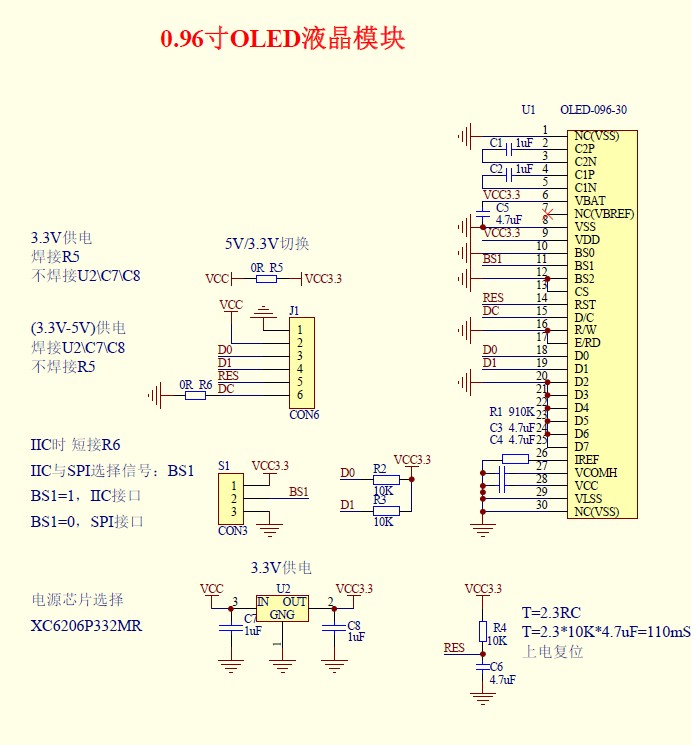 0.96寸OLED液晶模块
U1 OLED-096-30
1 NC(VSS)
C1 1uF 2 C2P
3 C2N
C2 1uF 4 C1P
5 C1N
VCC3.3 6 VBAT
C5 7 NC(VBREF)
4.7uF 8 VSS
VCC3.3 9 VDD
10 BS0
BS1 11 BS1
12 BS2
13 CS
RES 14 RST
DC 15 D/C
16 R/W
17 E/RD
D0 18 D0
D1 19 D1
20 D2
21 D3
R1 910K 22 D4
C3 4.7uF 23 D5
C4 4.7uF 24 D6
25 D7
26 IREF
27 VCOMH
28 VCC
29 VLSS
30 NC(VSS)
3.3V供电
焊接R5
不焊接U2\C7\C8
5V/3.3V切换
VCC 0R R5 VCC3.3
(3.3V-5V)供电
焊接U2\C7\C8
不焊接R5
VCC J1
1
2
D0 3
D1 4
RES 5
0R R6 DC 6
CON6
IIC时 短接R6
IIC与SPI选择信号：BS1
BS1=1，IIC接口
BS1=0，SPI接口
S1 VCC3.3
1
2 BS1
3
CON3
VCC3.3
D0 R2
10K
D1 R3
10K
3.3V供电
电源芯片选择
XC6206P332MR
VCC U2 VCC3.3
3 IN OUT 2
GNG
C7 1uF
1
C8 1uF
VCC3.3
R4
10K
RES
C6
4.7uF
T=2.3RC
T=2.3*10K*4.7uF=110mS
上电复位